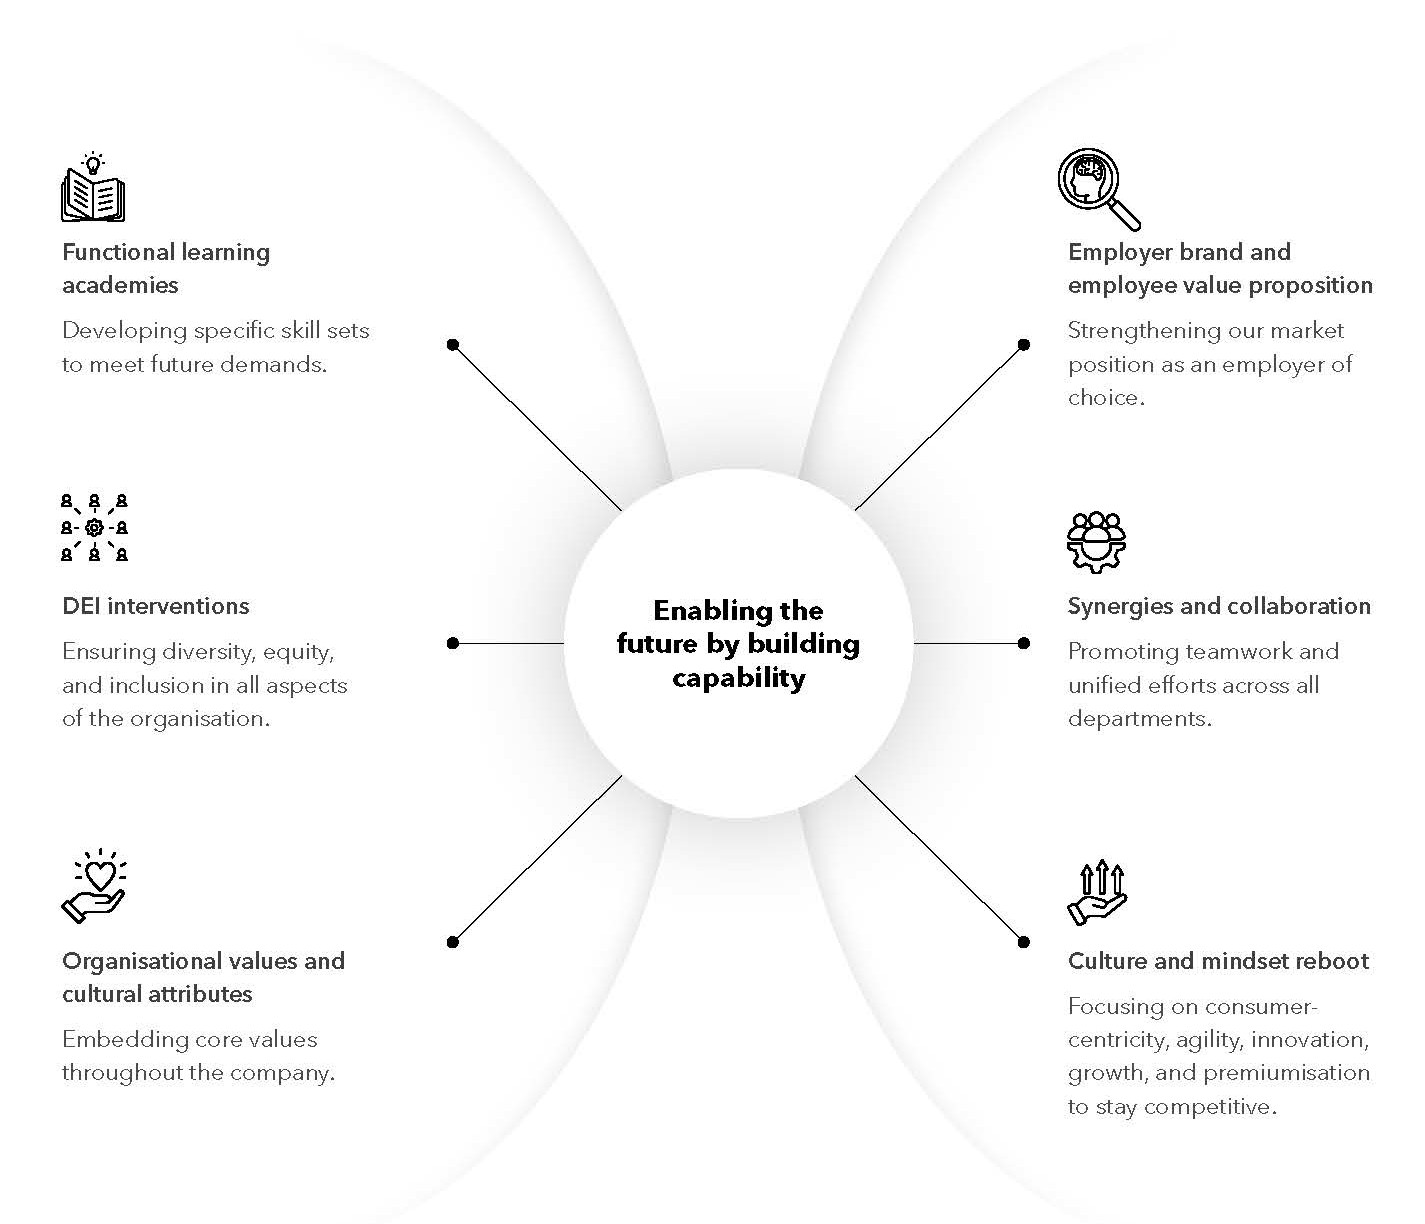 Functional learning
academies
Developing specific skill sets
to meet future demands.
DEI interventions
Ensuring diversity, equity,
and inclusion in all aspects
of the organisation.
Organisational values and
cultural attributes
Embedding core values
throughout the company.
Enabling the
future by building
capability
Employer brand and
employee value proposition
Strengthening our market
position as an employer of
choice.
Synergies and collaboration
Promoting teamwork and
unified efforts across all
departments.
Culture and mindset reboot
Focusing on consumer-
centricity, agility, innovation,
growth, and premiumisation
to stay competitive.